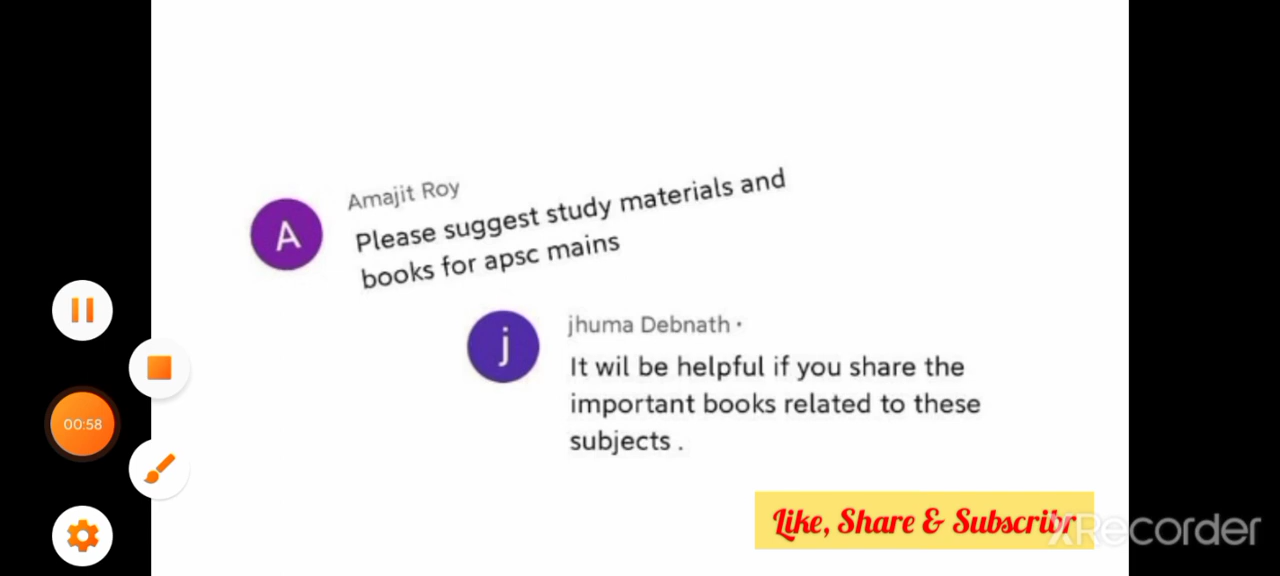 Amajit Roy
A
Please suggest study materials and
books for apsc mains
jhuma Debnath ·
j
It wil be helpful if you share the
important books related to these
subjects .
00:58
Like, Share & Subscribr
XRecorder